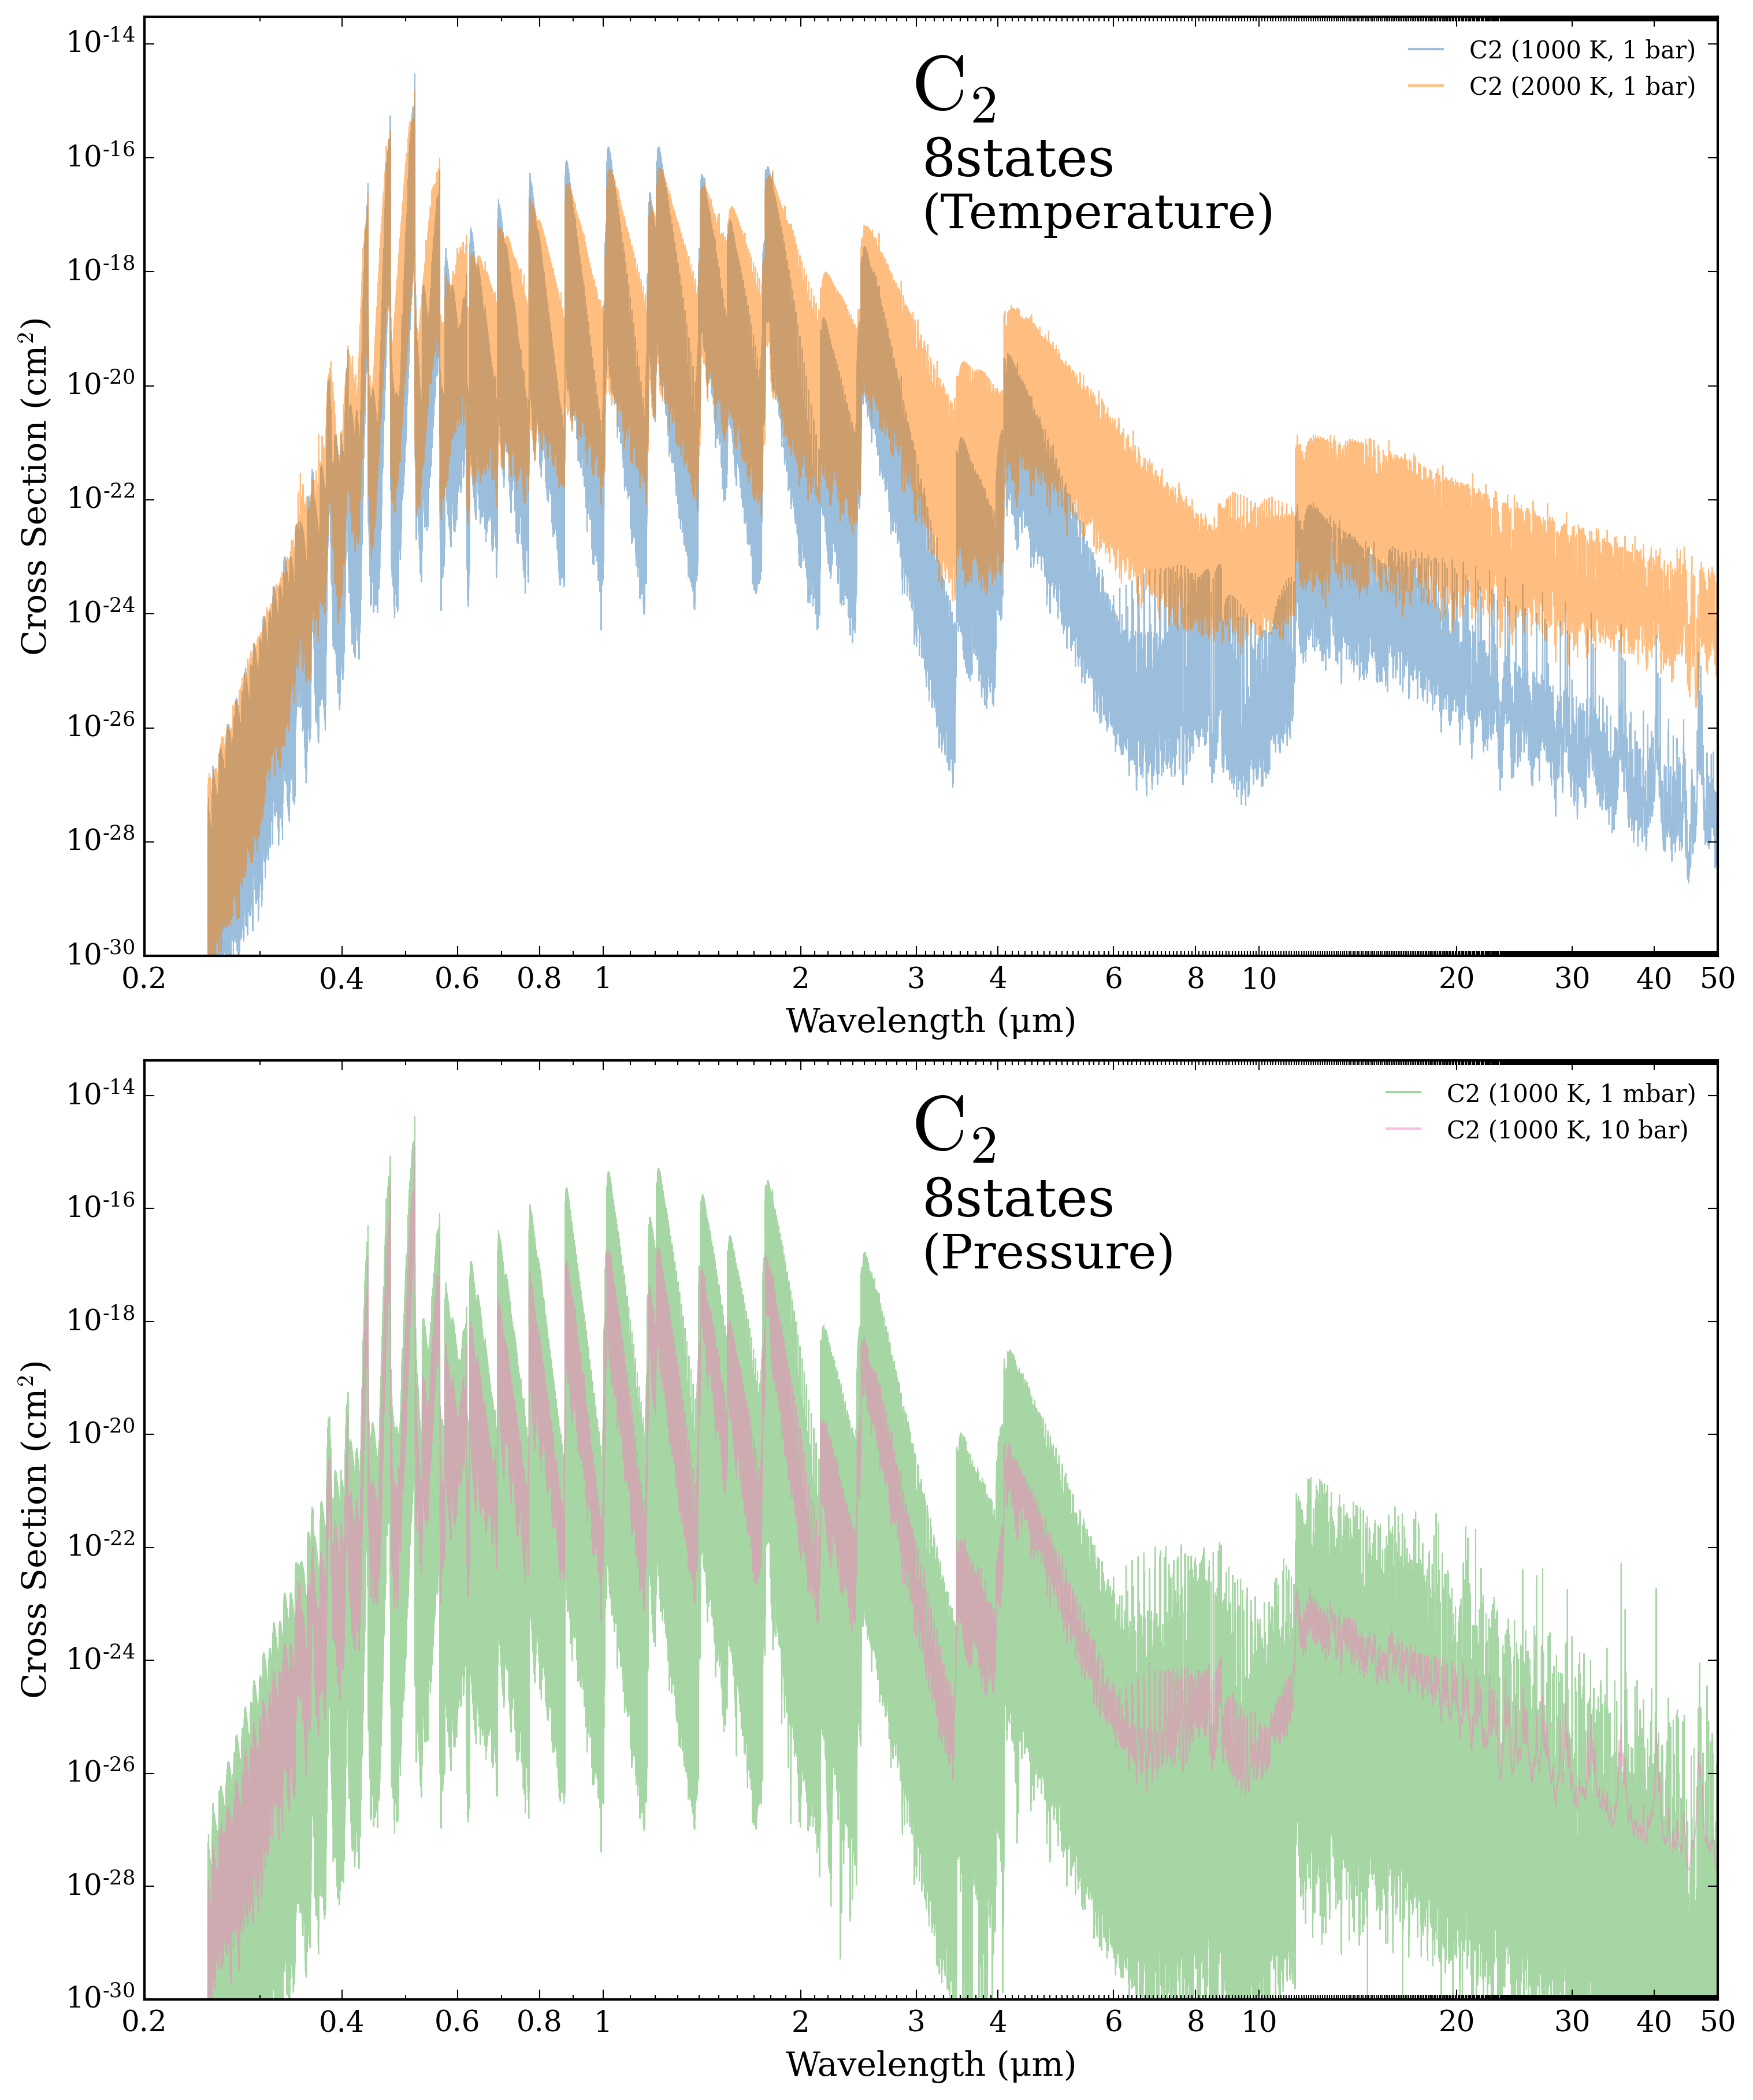 C2 (1000 K, 1 bar)
C2 (2000 K, 1 bar)
C₂
8states
(Temperature)
10⁻¹⁴
10⁻¹⁶
10⁻¹⁸
10⁻²⁰
10⁻²²
10⁻²⁴
10⁻²⁶
10⁻²⁸
10⁻³⁰
Cross Section (cm²)
0.2 0.4 0.6 0.8 1 2 3 4 6 8 10 20 30 40 50
Wavelength (μm)
C2 (1000 K, 1 mbar)
C2 (1000 K, 10 bar)
C₂
8states
(Pressure)
10⁻¹⁴
10⁻¹⁶
10⁻¹⁸
10⁻²⁰
10⁻²²
10⁻²⁴
10⁻²⁶
10⁻²⁸
10⁻³⁰
Cross Section (cm²)
0.2 0.4 0.6 0.8 1 2 3 4 6 8 10 20 30 40 50
Wavelength (μm)